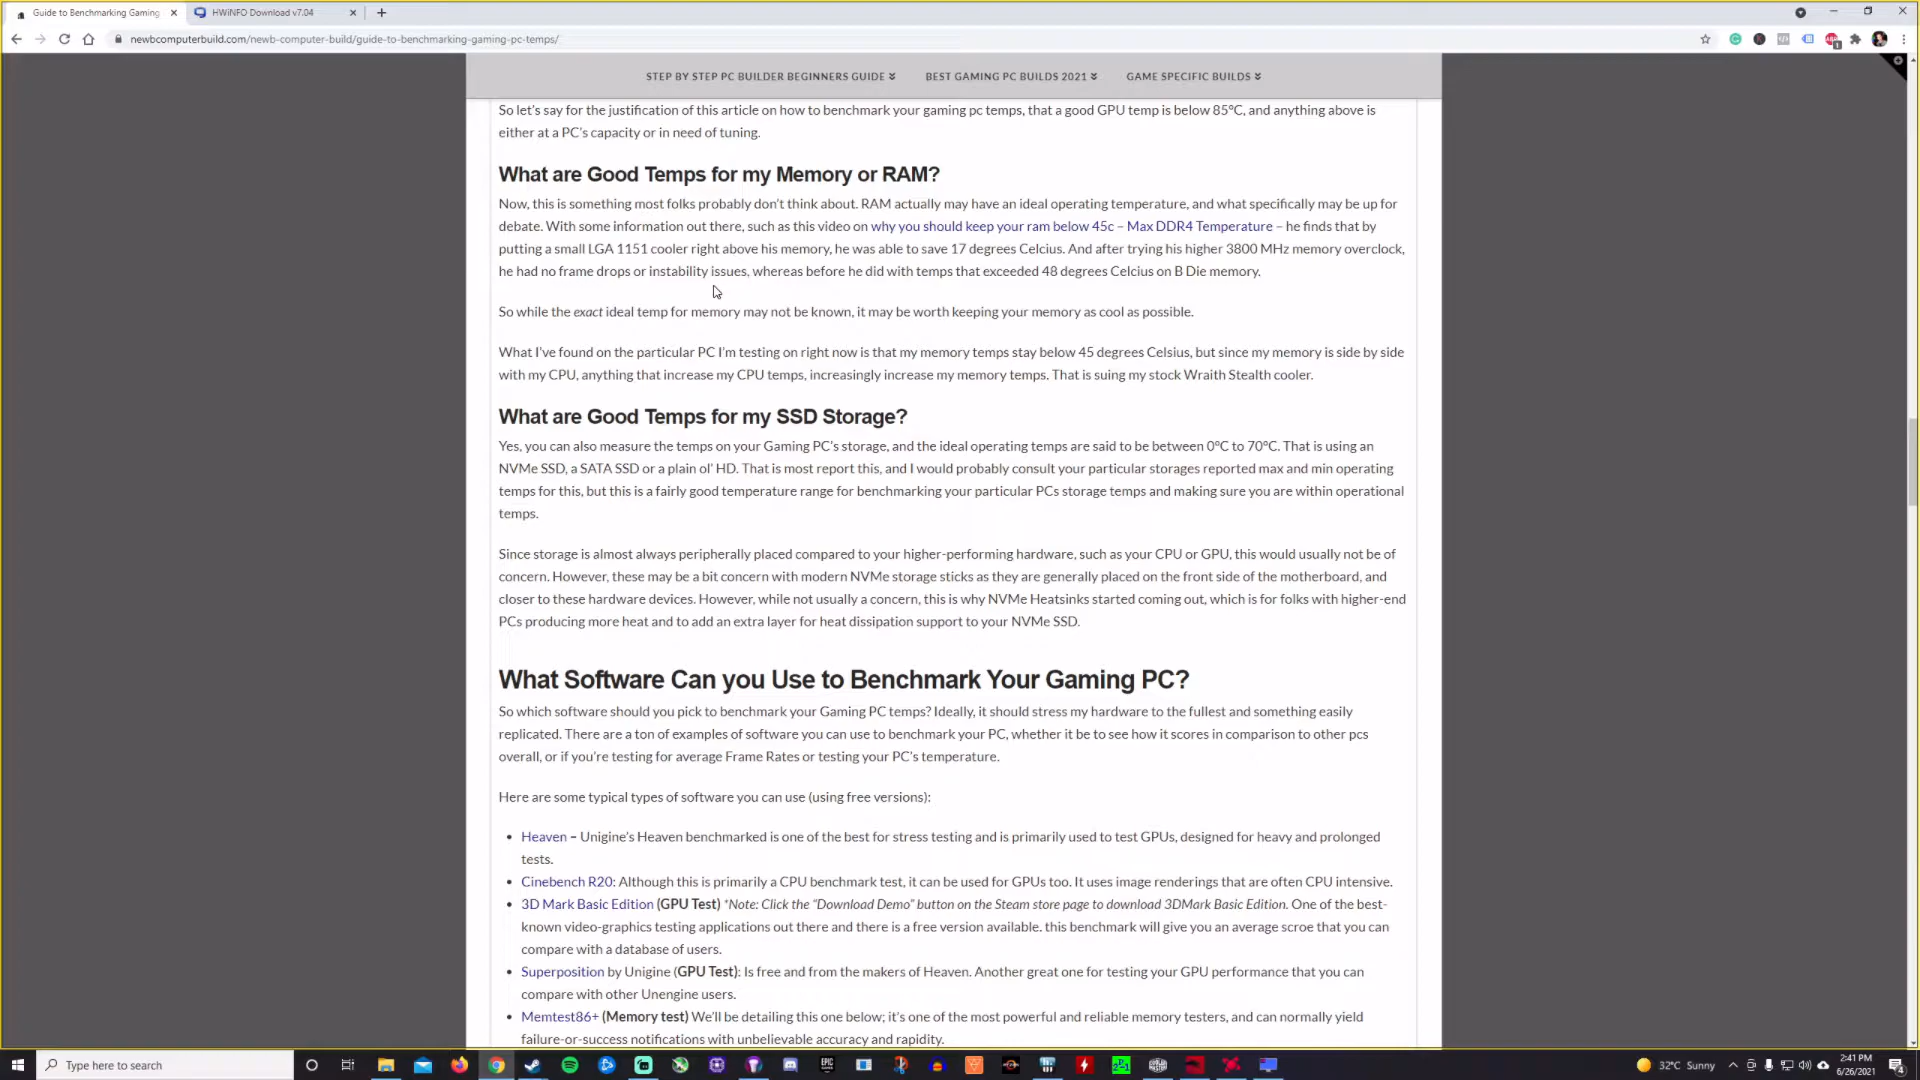 Guide to Benchmarking Gaming
HWiNFO Download v7.04
newbcomputerbuild.com/newb-computer-build/guide-to-benchmarking-gaming-pc-temps/
STEP BY STEP PC BUILDER BEGINNERS GUIDE
BEST GAMING PC BUILDS 2021
GAME SPECIFIC BUILDS
So let's say for the justification of this article on how to benchmark your gaming pc temps, that a good GPU temp is below 85°C, and anything above is
either at a PC's capacity or in need of tuning.
What are Good Temps for my Memory or RAM?
Now, this is something most folks probably don't think about. RAM actually may have an ideal operating temperature, and what specifically may be up for
debate. With some information out there, such as this video on why you should keep your ram below 45c – Max DDR4 Temperature – he finds that by
putting a small LGA 1151 cooler right above his memory, he was able to save 17 degrees Celcius. And after trying his higher 3800 MHz memory overclock,
he had no frame drops or instability issues, whereas before he did with temps that exceeded 48 degrees Celcius on B Die memory.
So while the exact ideal temp for memory may not be known, it may be worth keeping your memory as cool as possible.
What I've found on the particular PC I'm testing on right now is that my memory temps stay below 45 degrees Celsius, but since my memory is side by side
with my CPU, anything that increase my CPU temps, increasingly increase my memory temps. That is suing my stock Wraith Stealth cooler.
What are Good Temps for my SSD Storage?
Yes, you can also measure the temps on your Gaming PC's storage, and the ideal operating temps are said to be between 0°C to 70°C. That is using an
NVMe SSD, a SATA SSD or a plain ol' HD. That is most report this, and I would probably consult your particular storages reported max and min operating
temps for this, but this is a fairly good temperature range for benchmarking your particular PCs storage temps and making sure you are within operational
temps.
Since storage is almost always peripherally placed compared to your higher-performing hardware, such as your CPU or GPU, this would usually not be of
concern. However, these may be a bit concern with modern NVMe storage sticks as they are generally placed on the front side of the motherboard, and
closer to these hardware devices. However, while not usually a concern, this is why NVMe Heatsinks started coming out, which is for folks with higher-end
PCs producing more heat and to add an extra layer for heat dissipation support to your NVMe SSD.
What Software Can you Use to Benchmark Your Gaming PC?
So which software should you pick to benchmark your Gaming PC temps? Ideally, it should stress my hardware to the fullest and something easily
replicated. There are a ton of examples of software you can use to benchmark your PC, whether it be to see how it scores in comparison to other pcs
overall, or if you're testing for average Frame Rates or testing your PC's temperature.
Here are some typical types of software you can use (using free versions):
• Heaven – Unigine's Heaven benchmarked is one of the best for stress testing and is primarily used to test GPUs, designed for heavy and prolonged
tests.
• Cinebench R20: Although this is primarily a CPU benchmark test, it can be used for GPUs too. It uses image renderings that are often CPU intensive.
• 3D Mark Basic Edition (GPU Test) *Note: Click the "Download Demo" button on the Steam store page to download 3DMark Basic Edition. One of the best-
known video-graphics testing applications out there and there is a free version available. this benchmark will give you an average scroe that you can
compare with a database of users.
• Superposition by Unigine (GPU Test): Is free and from the makers of Heaven. Another great one for testing your GPU performance that you can
compare with other Unengine users.
• Memtest86+ (Memory test) We'll be detailing this one below; it's one of the most powerful and reliable memory testers, and can normally yield
failure-or-success notifications with unbelievable accuracy and rapidity.
Type here to search
32°C Sunny
2:41 PM
6/26/2021